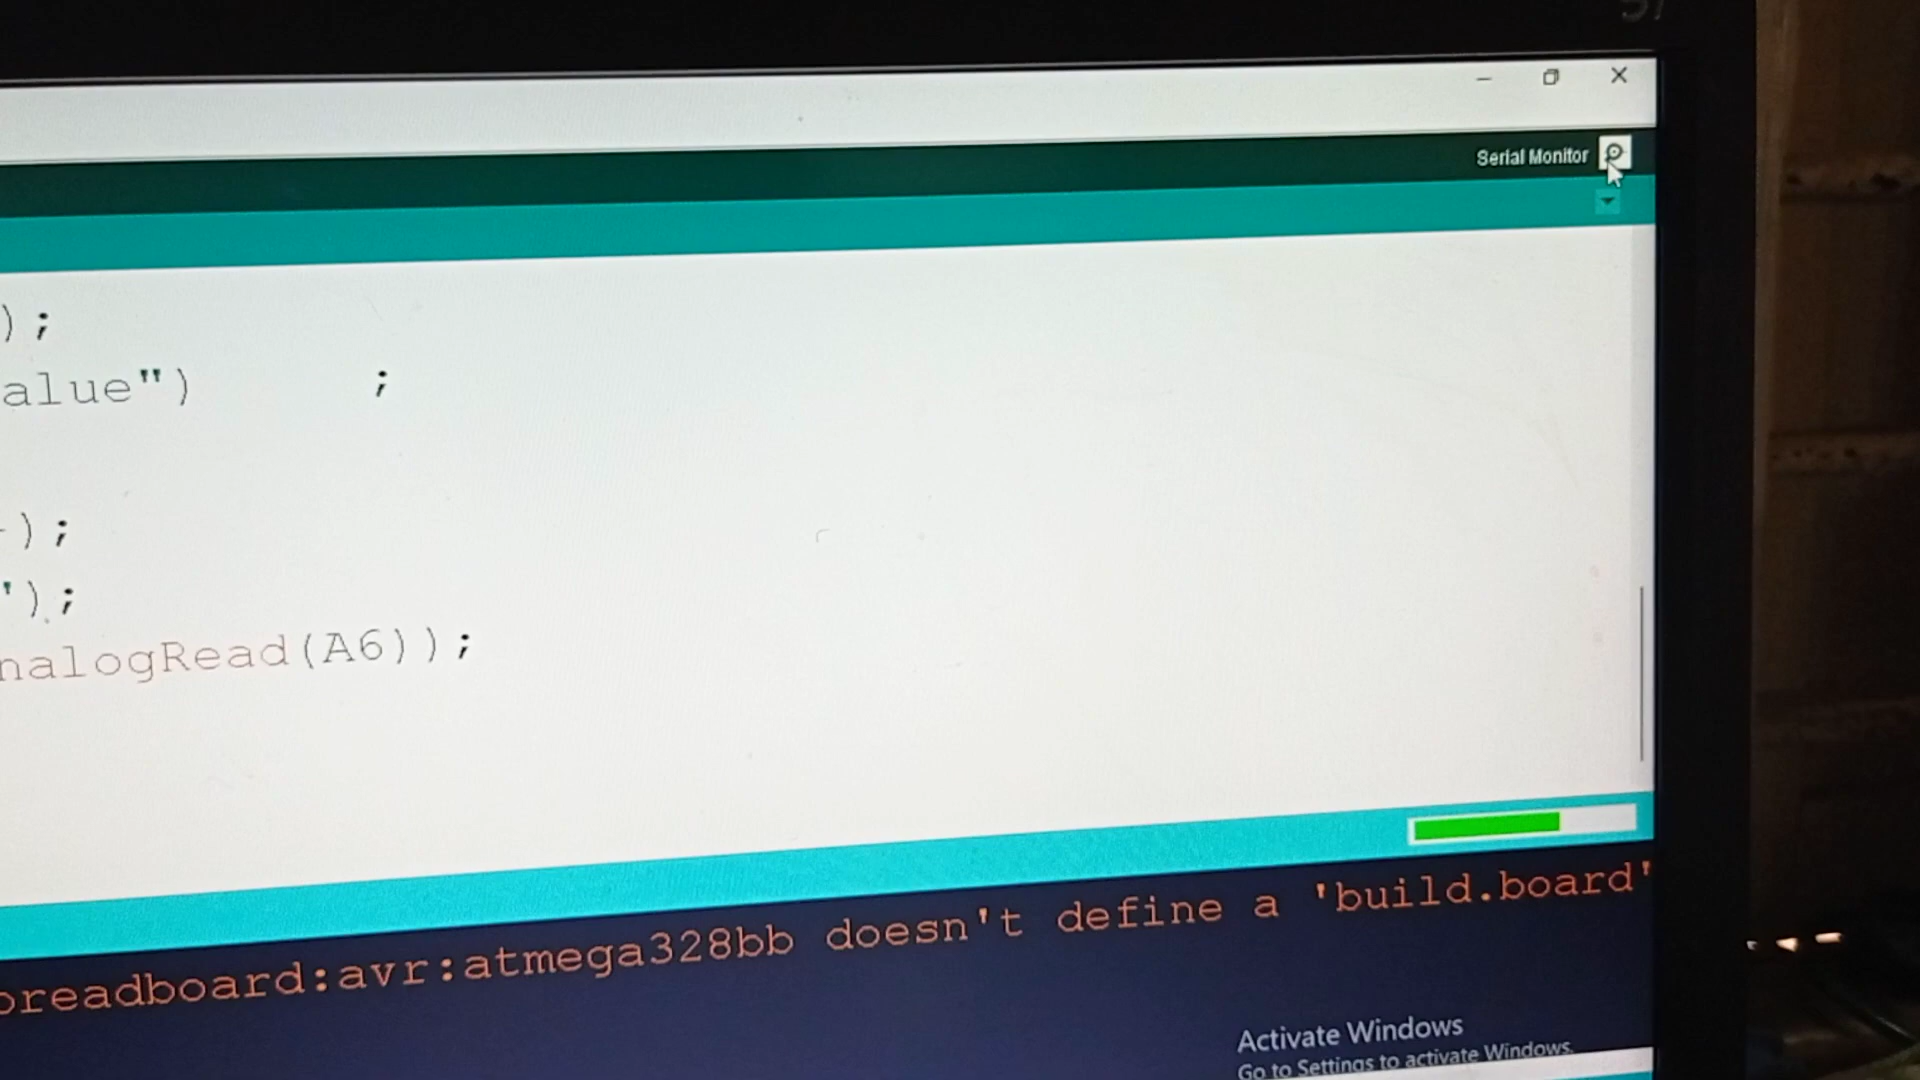 Serial Monitor
);
alue") ;
);
');
nalogRead(A6));
breadboard:avr:atmega328bb doesn't define a 'build.board'
Activate Windows
Go to Settings to activate Windows.